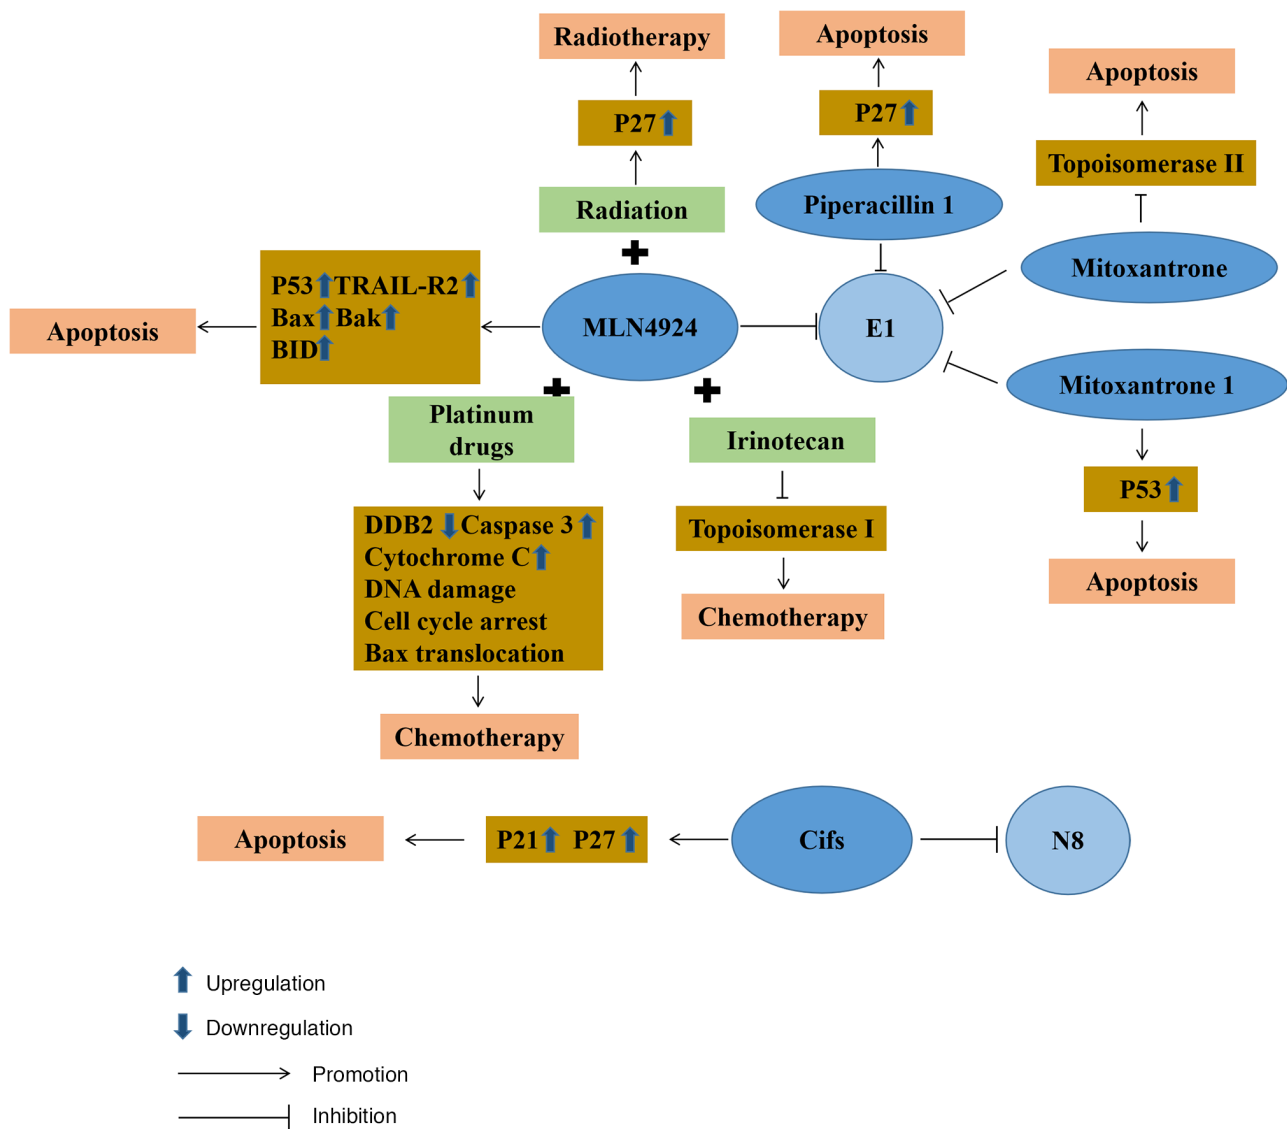 Radiotherapy
Apoptosis
Apoptosis
P27
P27
Topoisomerase II
Radiation
Piperacillin 1
Mitoxantrone
P53 TRAIL-R2
Bax Bak
BID
Apoptosis
MLN4924
E1
Mitoxantrone 1
Platinum
drugs
Irinotecan
P53
DDB2 Caspase 3
Cytochrome C
DNA damage
Cell cycle arrest
Bax translocation
Topoisomerase I
Apoptosis
Chemotherapy
Chemotherapy
Apoptosis
P21 P27
Cifs
N8
Upregulation
Downregulation
Promotion
Inhibition